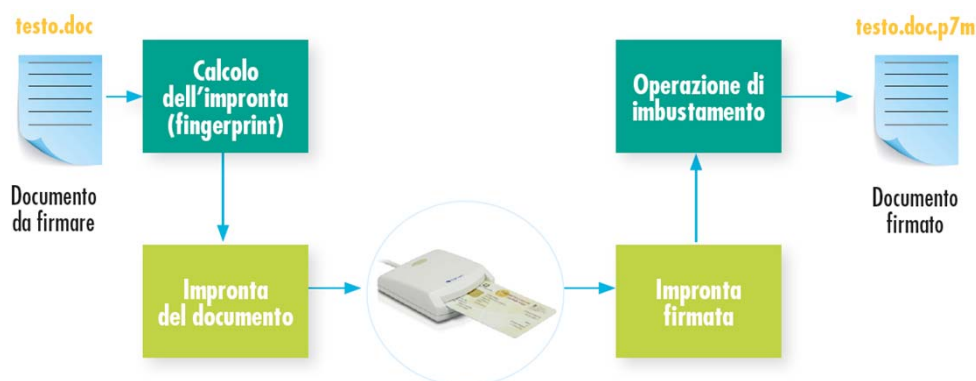 testo.doc
Documento
da firmare
Calcolo
dell’impronta
(fingerprint)
Impronta
del documento
Impronta
firmata
Operazione di
imbustamento
testo.doc.p7m
Documento
firmato